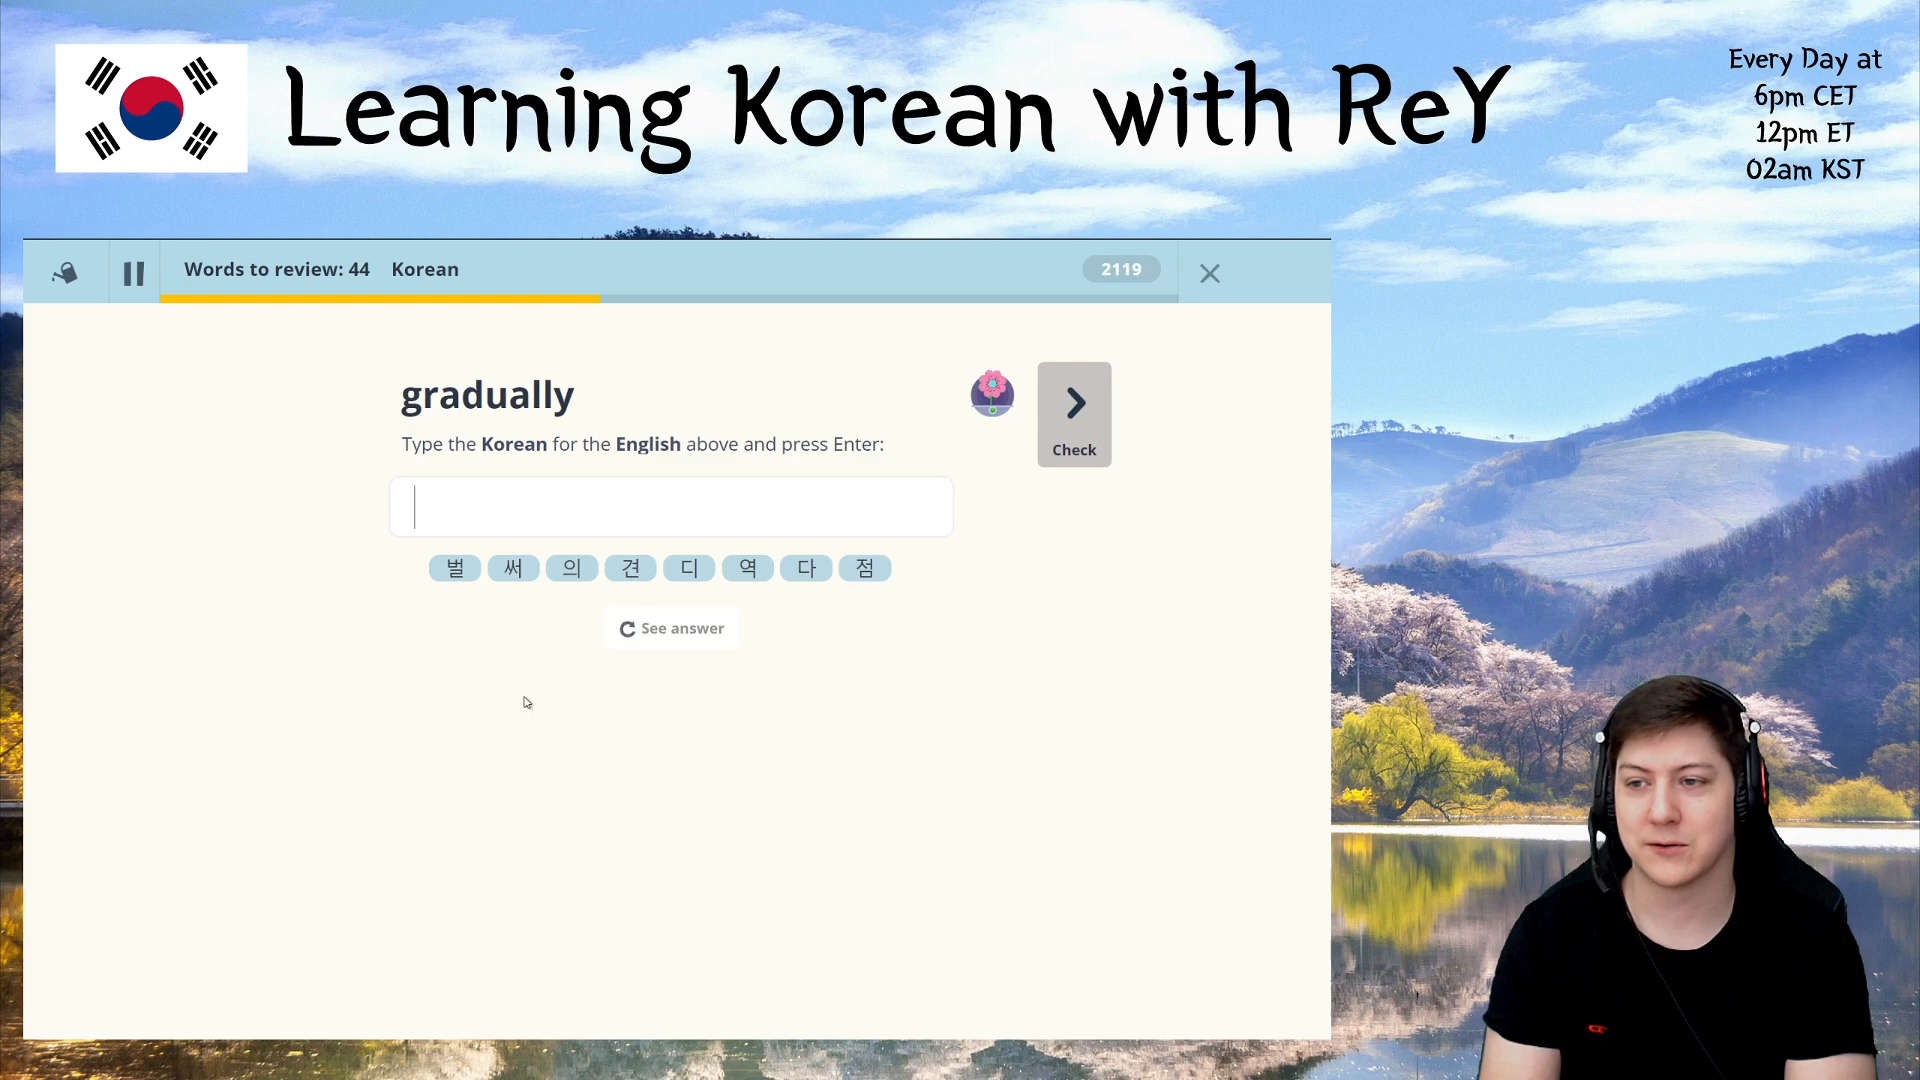 Learning Korean with ReY
Every Day at
6pm CET
12pm ET
02am KST
Words to review: 44 Korean
2119
gradually
Type the Korean for the English above and press Enter:
Check
벌 써 의 견 디 역 다 점
See answer